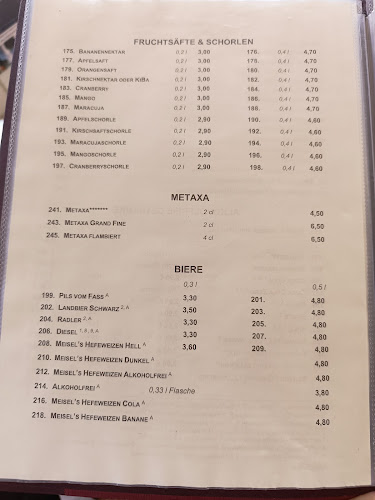 FRUCHTSÄFTE & SCHORLEN
175. BANANENNEKTAR 0,2 l 3,00 176. 0,4 l 4,70
177. APFELSAFT 0,2 l 3,00 178. 0,4 l 4,70
179. ORANGENSAFT 0,2 l 3,00 180. 0,4 l 4,70
181. KIRSCHNEKTAR ODER KIBA 0,2 l 3,00 182. 0,4 l 4,70
183. CRANBERRY 0,2 l 3,00 184. 0,4 l 4,70
185. MANGO 0,2 l 3,00 186. 0,4 l 4,70
187. MARACUJA 0,2 l 3,00 188. 0,4 l 4,70
189. APFELSCHORLE 0,2 l 2,90 190. 0,4 l 4,60
191. KIRSCHSAFTSCHORLE 0,2 l 2,90 192. 0,4 l 4,60
193. MARACUJASCHORLE 0,2 l 2,90 194. 0,4 l 4,60
195. MANGOSCHORLE 0,2 l 2,90 196. 0,4 l 4,60
197. CRANBERRYSCHORLE 0,2 l 2,90 198. 0,4 l 4,60
METAXA
241. METAXA******* 2 cl 4,50
243. METAXA GRAND FINE 2 cl 6,50
245. METAXA FLAMBIERT 4 cl 6,50
BIERE
0,3 l 0,5 l
199. PILS VOM FASS A 3,30 201. 4,80
202. LANDBIER SCHWARZ 2, A 3,50 203. 4,80
204. RADLER 2, A 3,30 205. 4,80
206. DIESEL 3,30 207. 4,80
208. MEISEL'S HEFEWEIZEN HELL A 3,60 209. 4,80
210. MEISEL'S HEFEWEIZEN DUNKEL A 4,80
212. MEISEL'S HEFEWEIZEN ALKOHOLFREI A 4,80
214. ALKOHOLFREI A 0,33 l Flasche 3,80
216. MEISEL'S HEFEWEIZEN COLA A 4,80
218. MEISEL'S HEFEWEIZEN BANANE A 4,80